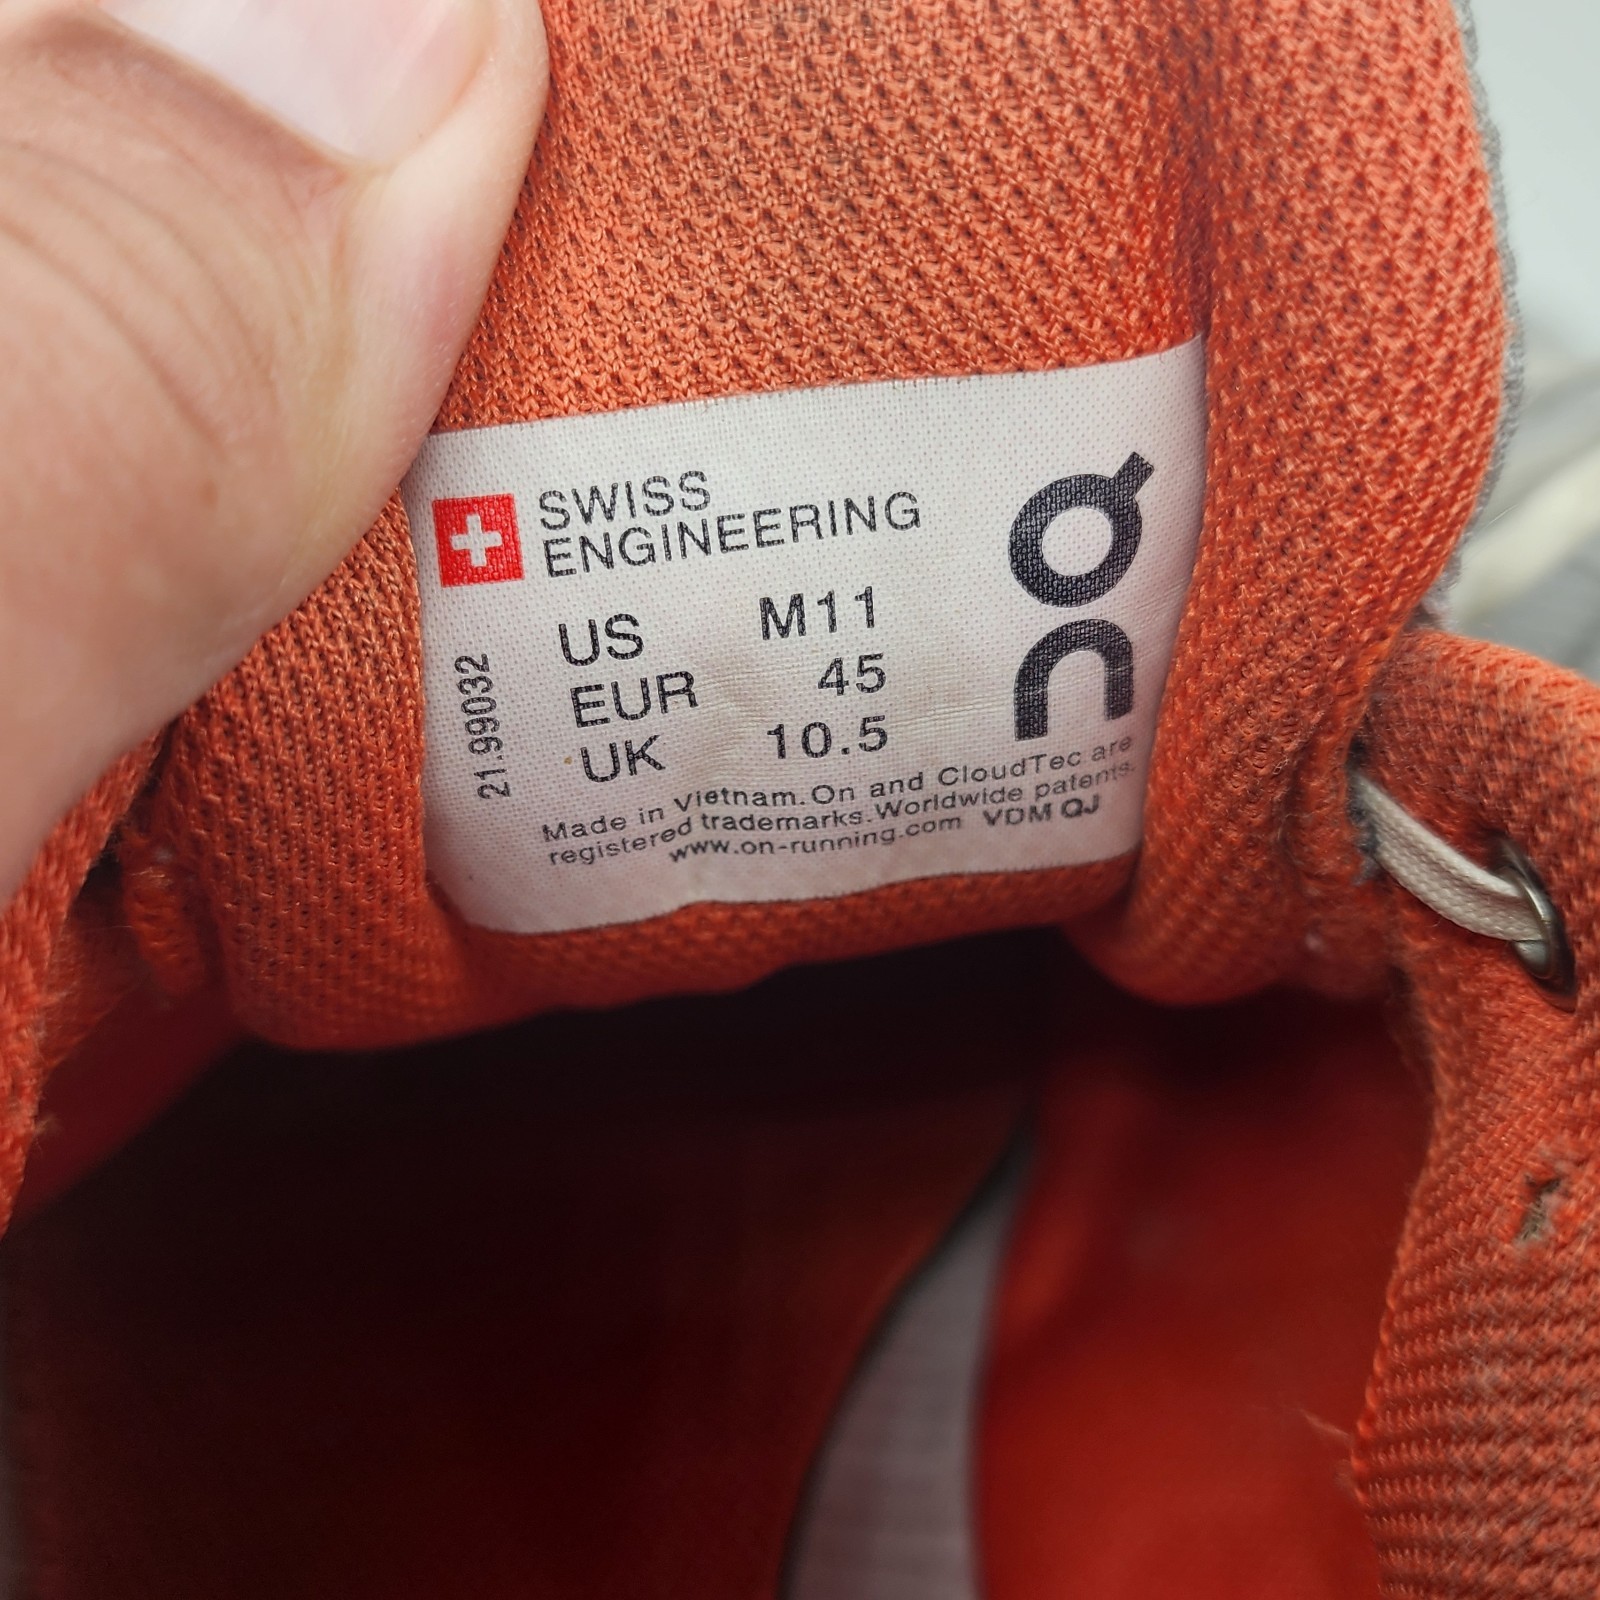 SWISS
ENGINEERING
On
US M11
EUR 45
UK 10.5
21.99032
Made in Vietnam. On and CloudTec are
registered trademarks. Worldwide patents.
www.on-running.com VDM QJ